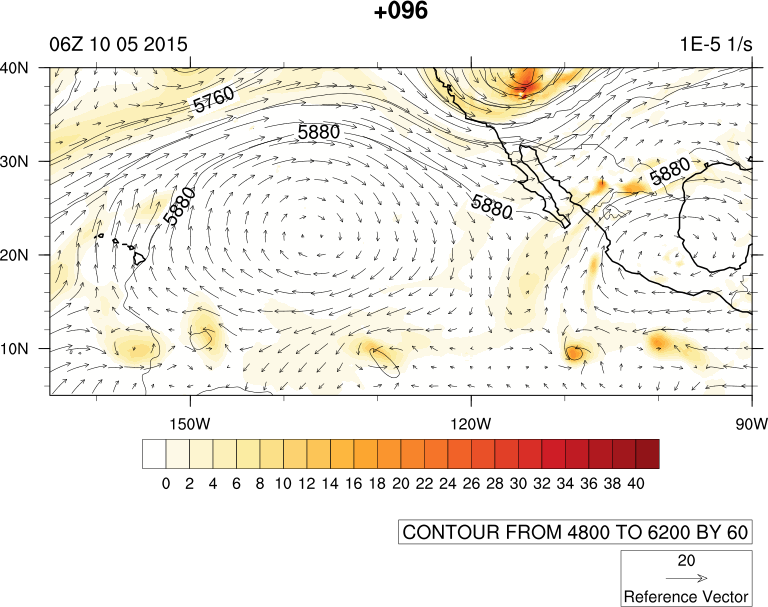 +096
06Z 10 05 2015 1E-5 1/s
40N
5760
5880
30N
5880
5880
5880
20N
10N
150W 120W 90W
0 2 4 6 8 10 12 14 16 18 20 22 24 26 28 30 32 34 36 38 40
CONTOUR FROM 4800 TO 6200 BY 60
20
Reference Vector